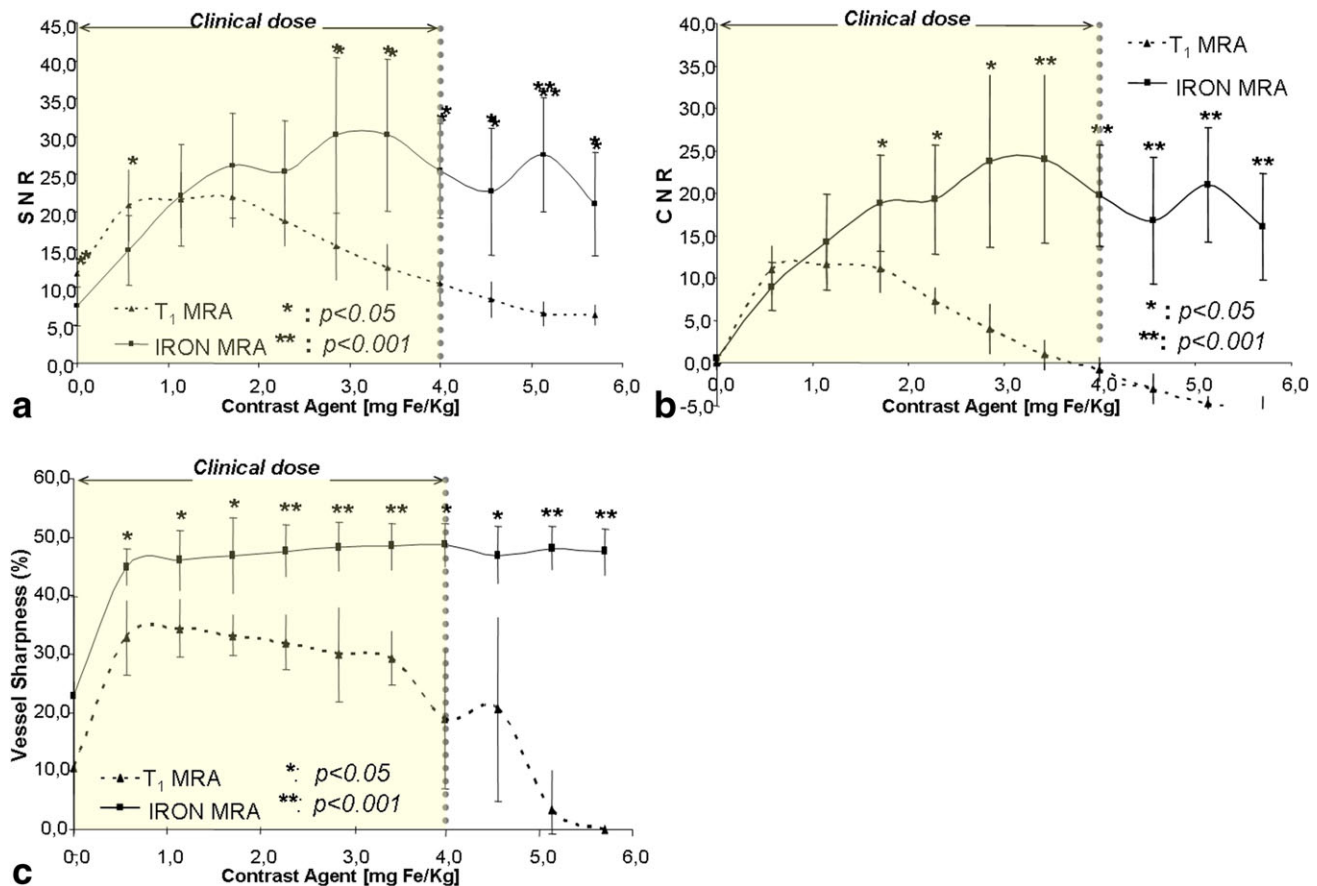 Clinical dose
45,0
40,0
35,0
30,0
25,0
20,0
15,0
10,0
5,0
0,0
SNR
* ** ** ** ** ** *** ** **
T1 MRA
IRON MRA
* : p<0.05
** : p<0.001
0,0 1,0 2,0 3,0 4,0 5,0 6,0
Contrast Agent [mg Fe/Kg]
a
Clinical dose
40,0
35,0
30,0
25,0
20,0
15,0
10,0
5,0
0,0
-5,0
CNR
T1 MRA
IRON MRA
* * * ** ** ** ** **
* : p<0.05
**: p<0.001
0,0 1,0 2,0 3,0 4,0 5,0 6,0
Contrast Agent [mg Fe/Kg]
b
Clinical dose
60,0
50,0
40,0
30,0
20,0
10,0
0,0
Vessel Sharpness (%)
* * * ** ** ** * * ** **
T1 MRA
IRON MRA
*: p<0.05
**: p<0.001
0,0 1,0 2,0 3,0 4,0 5,0 6,0
Contrast Agent [mg Fe/Kg]
c